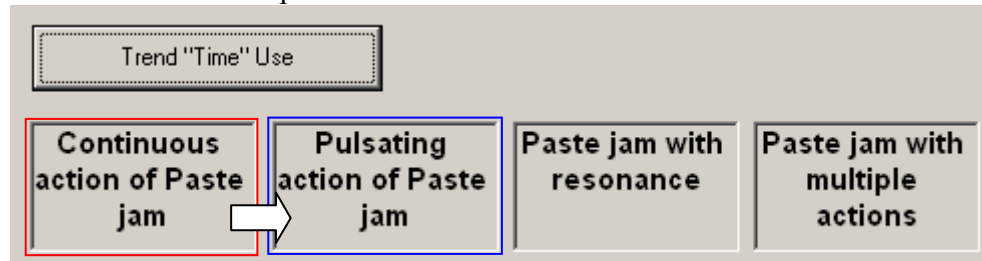 Trend "Time" Use
Continuous
action of Paste
jam
Pulsating
action of Paste
jam
Paste jam with
resonance
Paste jam with
multiple
actions